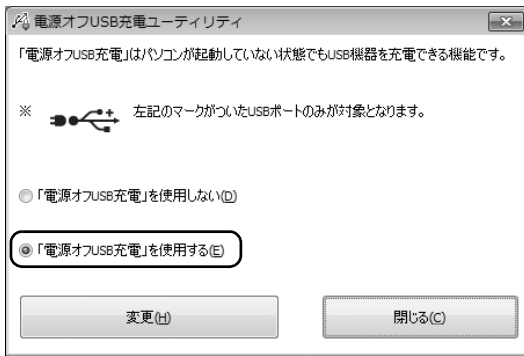 電源オフUSB充電ユーティリティ
「電源オフUSB充電」はパソコンが起動していない状態でもUSB機器を充電できる機能です。
※ 左記のマークがついたUSBポートのみが対象となります。
「電源オフUSB充電」を使用しない(D)
「電源オフUSB充電」を使用する(E)
変更(H) 閉じる(C)